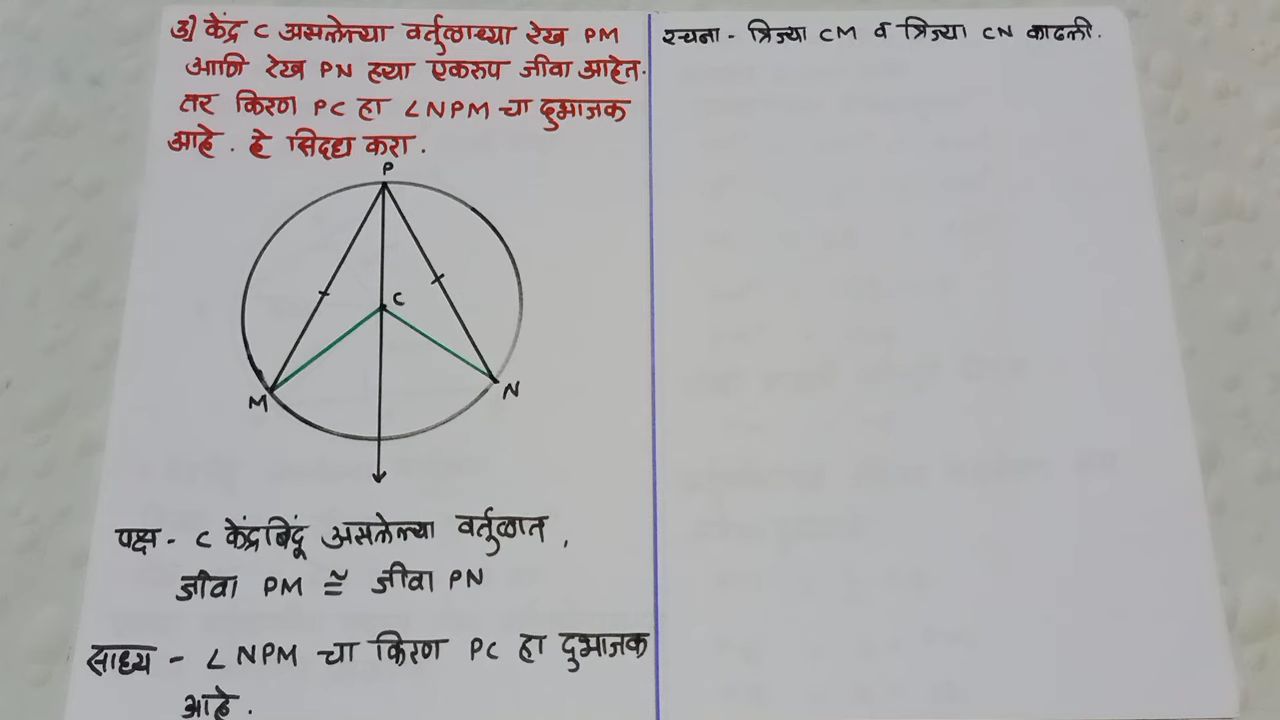 3) केंद्र C असलेल्या वर्तुळाच्या रेख PM
आणि रेख PN ह्या एकरुप जीवा आहेत.
तर किरण PC हा ∠NPM चा दुभाजक
आहे. हे सिद्ध करा.
P
C
M
N
पक्ष - C केंद्रबिंदू असलेल्या वर्तुळात,
जीवा PM ≅ जीवा PN
साध्य - ∠NPM चा किरण PC हा दुभाजक
आहे.
रचना - त्रिज्या CM व त्रिज्या CN काढली.